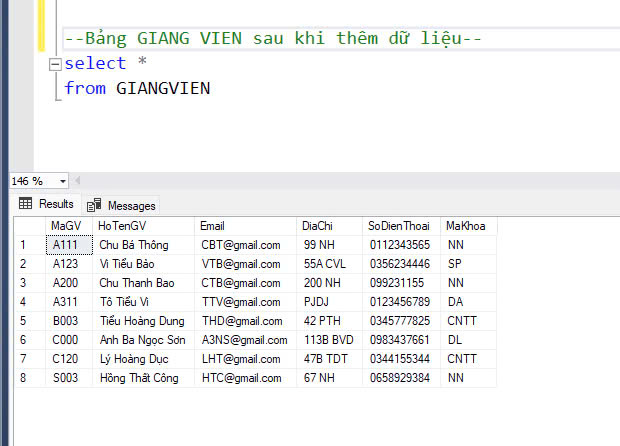 --Bảng GIANG VIEN sau khi thêm dữ liệu--
select *
from GIANGVIEN
146 %
Results Messages
MaGV HoTenGV Email DiaChi SoDienThoai MaKhoa
1 A111 Chu Bá Thông CBT@gmail.com 99 NH 0112343565 NN
2 A123 Vi Tiểu Bảo VTB@gmail.com 55A CVL 0356234446 SP
3 A200 Chu Thanh Bao CTB@gmail.com 200 NH 099231155 NN
4 A311 Tô Tiểu Vi TTV@gmail.com PJDJ 0123456789 DA
5 B003 Tiểu Hoàng Dung THD@gmail.com 42 PTH 0345777825 CNTT
6 C000 Anh Ba Ngọc Sơn A3NS@gmail.com 113B BVD 0983437661 DL
7 C120 Lý Hoàng Dục LHT@gmail.com 47B TDT 0344155344 CNTT
8 S003 Hồng Thất Công HTC@gmail.com 67 NH 0658929384 NN